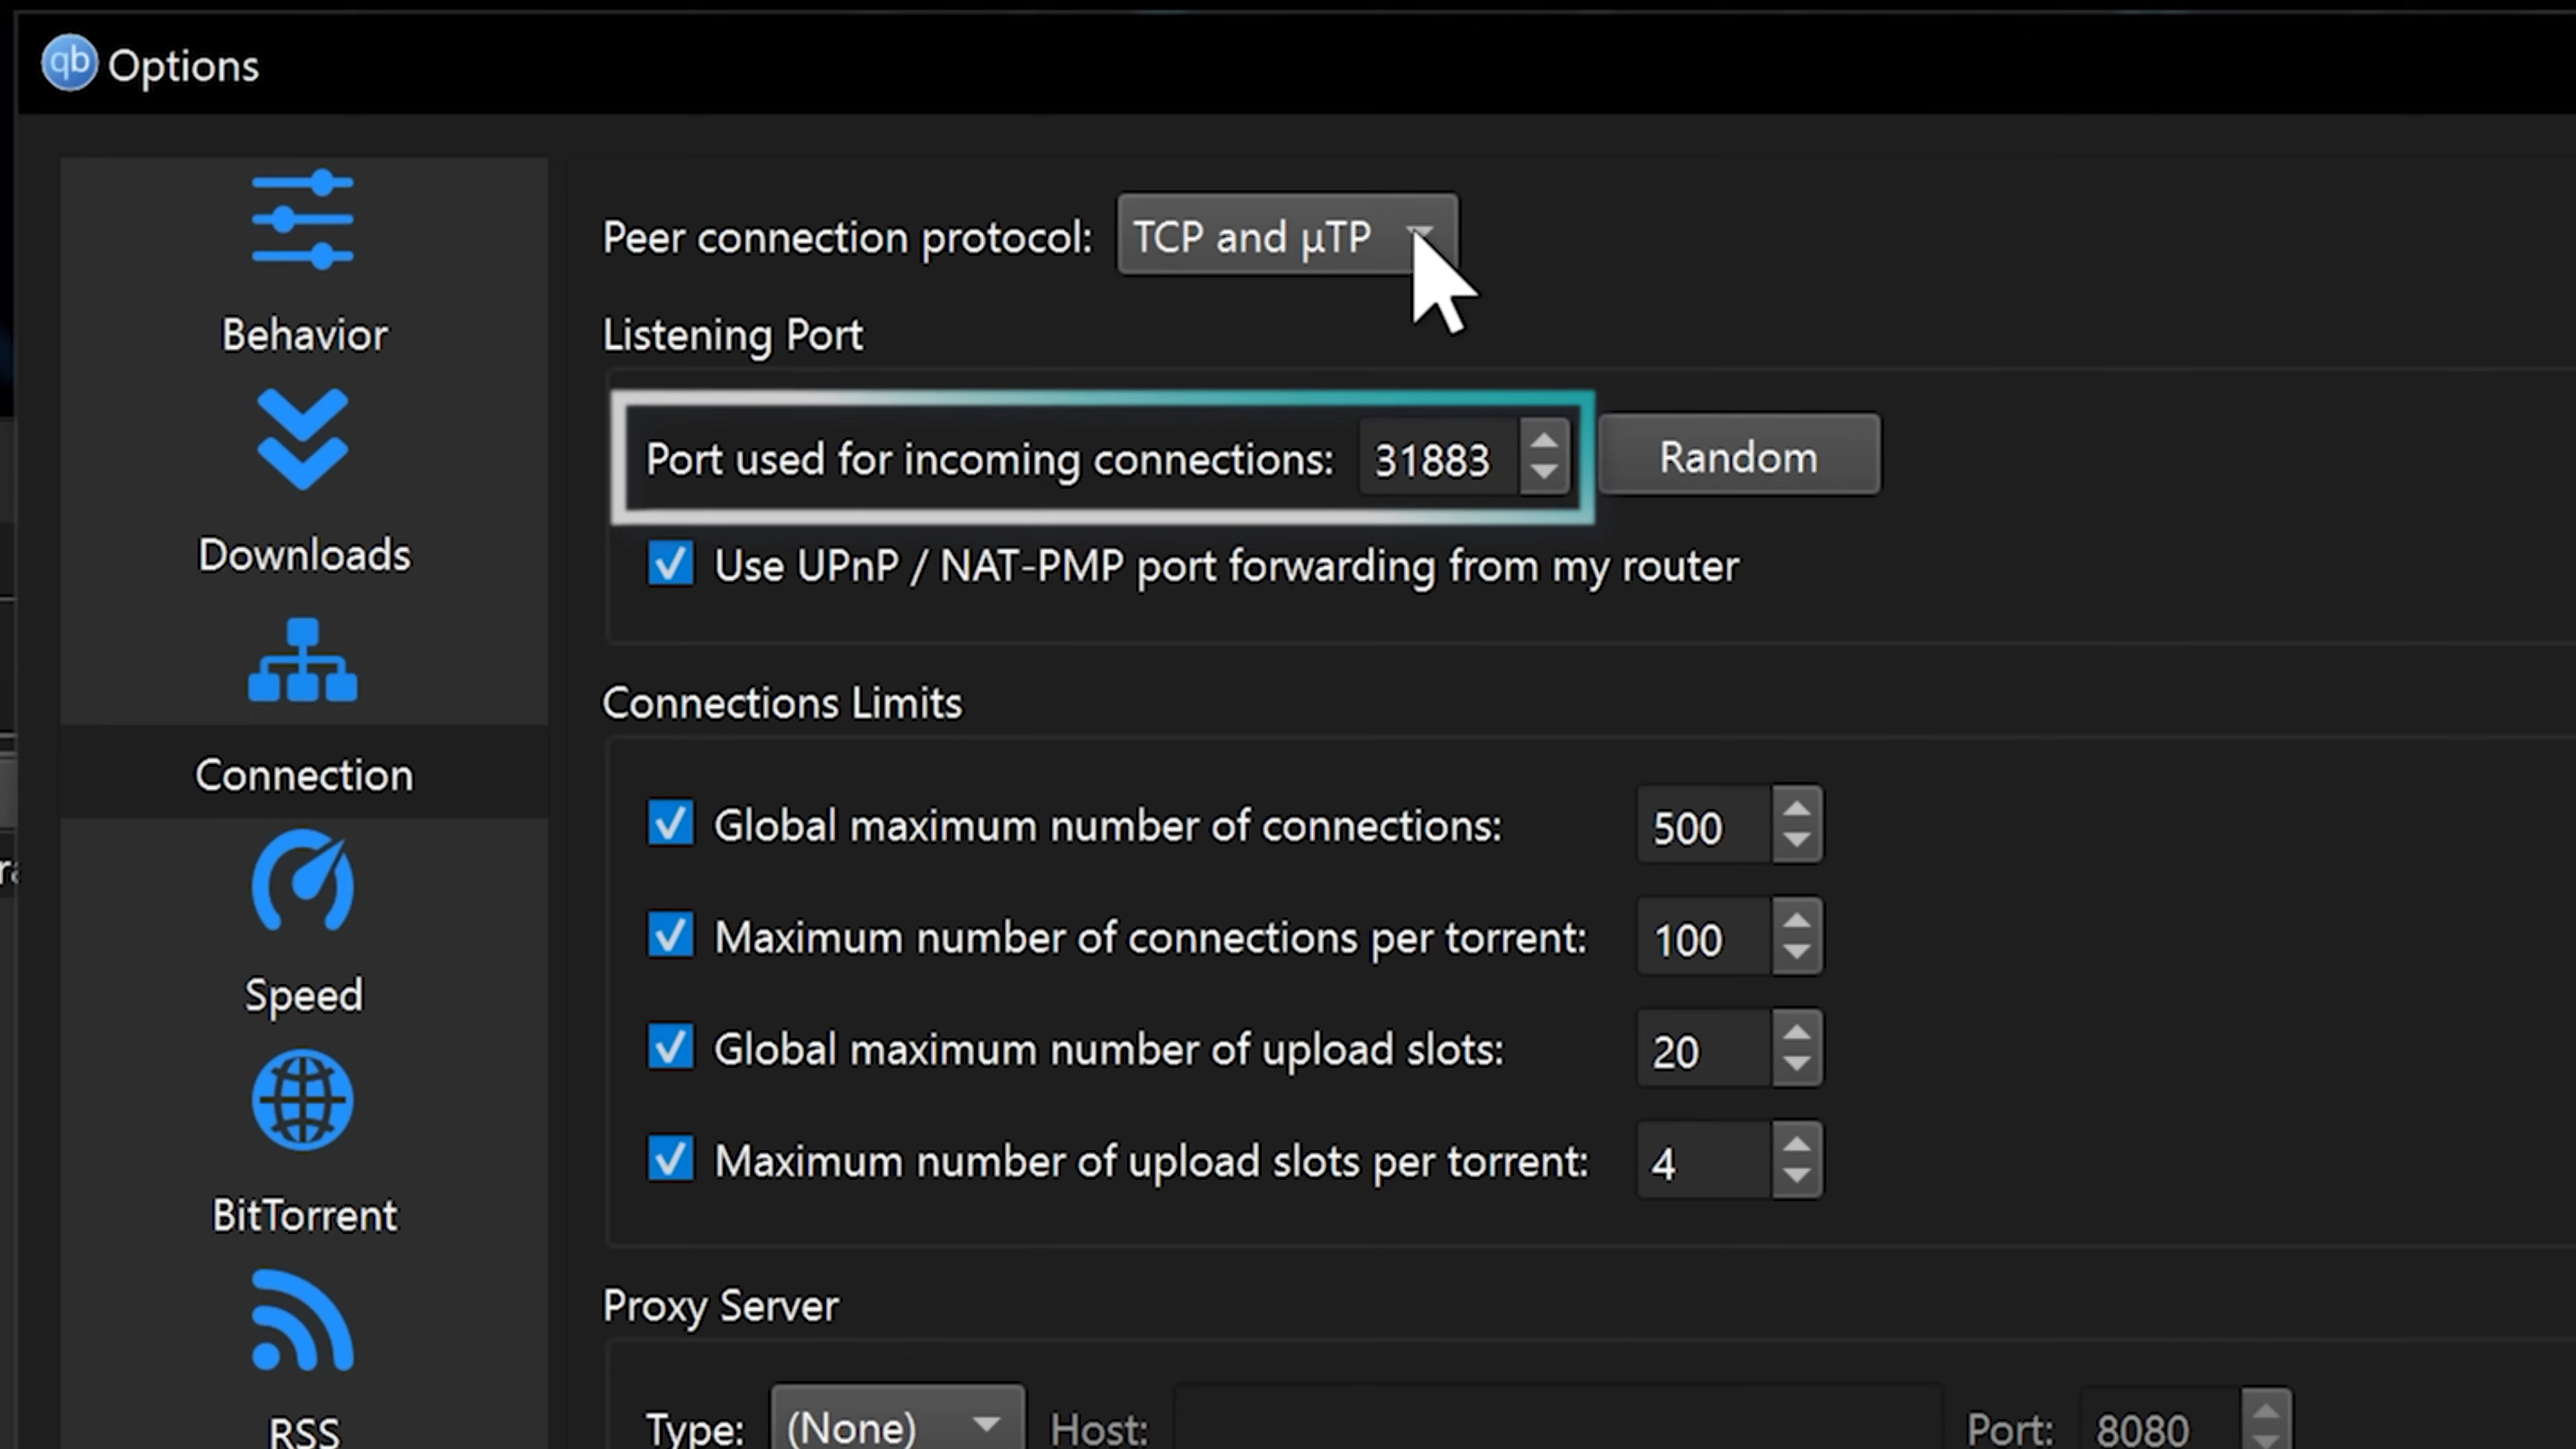 qb Options
Behavior
Downloads
Connection
Speed
BitTorrent
RSS
Peer connection protocol: TCP and µTP
Listening Port
Port used for incoming connections: 31883 Random
Use UPnP / NAT-PMP port forwarding from my router
Connections Limits
Global maximum number of connections: 500
Maximum number of connections per torrent: 100
Global maximum number of upload slots: 20
Maximum number of upload slots per torrent: 4
Proxy Server
Type: (None) Host: Port: 8080